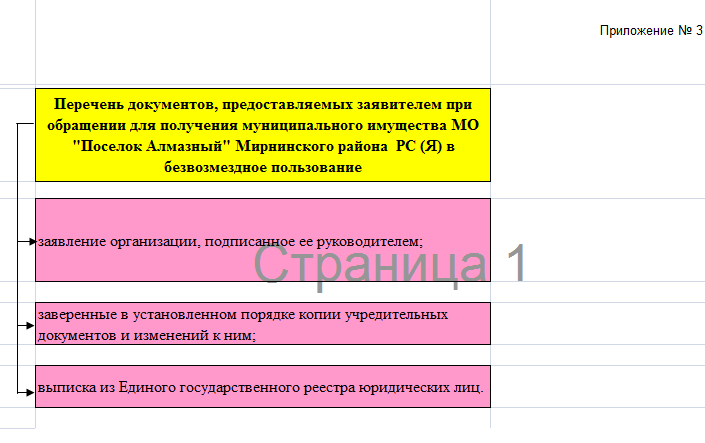 Приложение № 3
Перечень документов, предоставляемых заявителем при
обращении для получения муниципального имущества МО
"Поселок Алмазный" Мирнинского района РС (Я) в
безвозмездное пользование
заявление организации, подписанное ее руководителем;
Страница 1
заверенные в установленном порядке копии учредительных
документов и изменений к ним;
выписка из Единого государственного реестра юридических лиц.